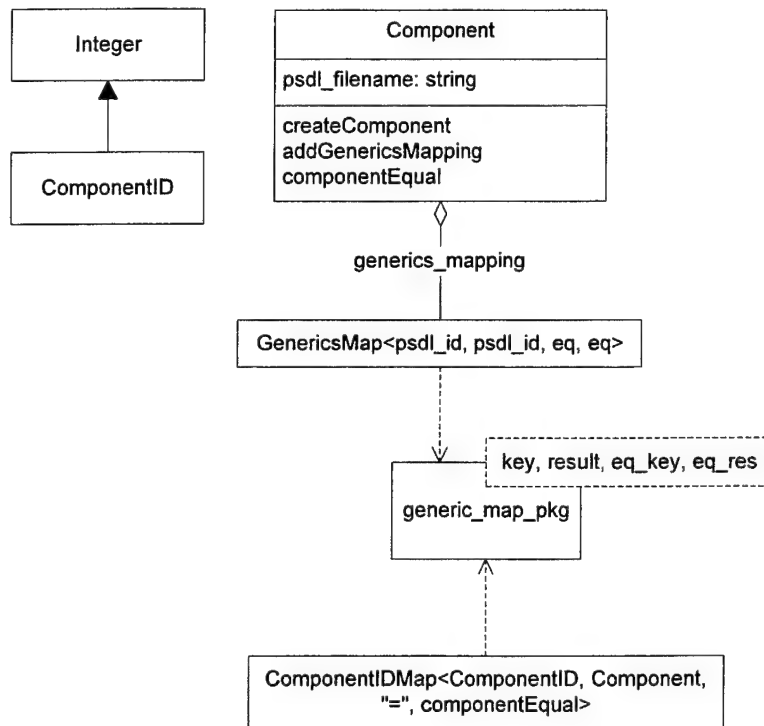 Integer
ComponentID
Component
psdl_filename: string
createComponent
addGenericsMapping
componentEqual
generics_mapping
GenericsMap<psdl_id, psdl_id, eq, eq>
key, result, eq_key, eq_res
generic_map_pkg
ComponentIDMap<ComponentID, Component,
"=", componentEqual>